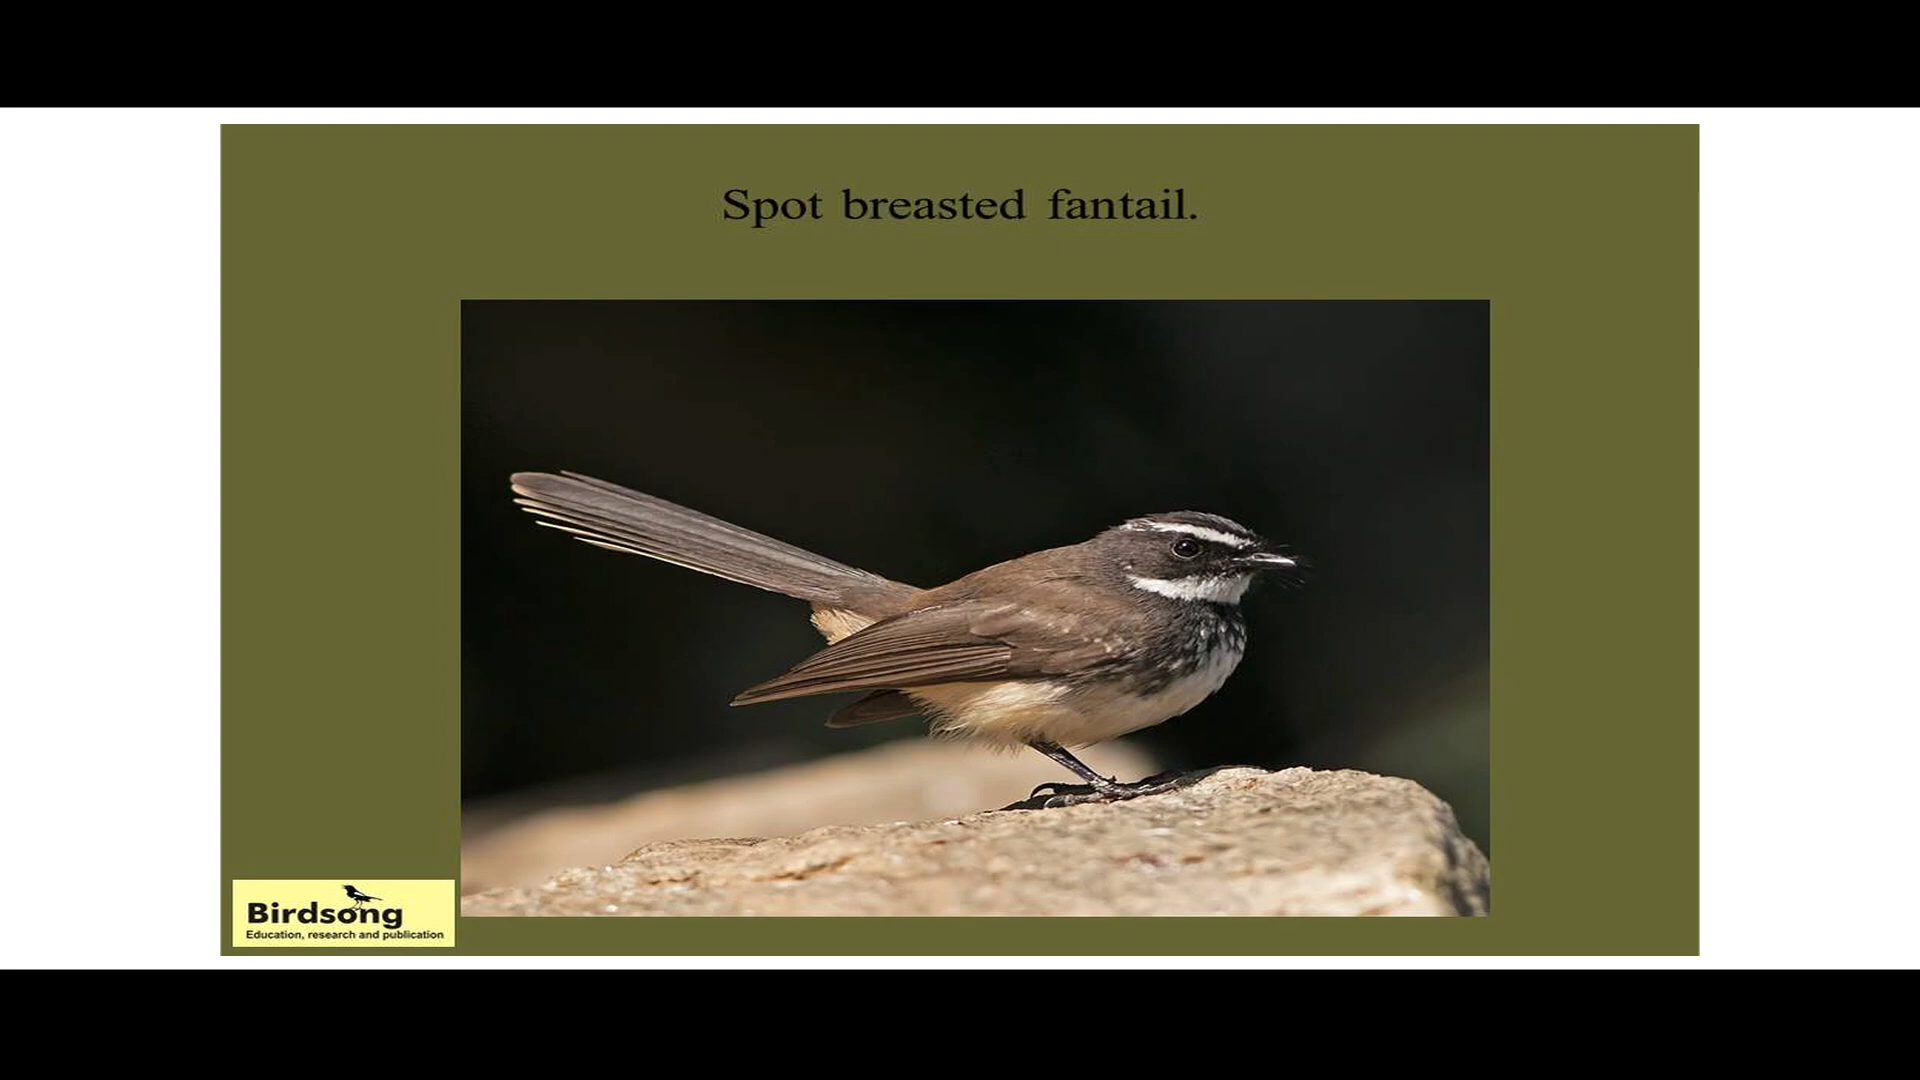 Spot breasted fantail.
Birdsong
Education, research and publication